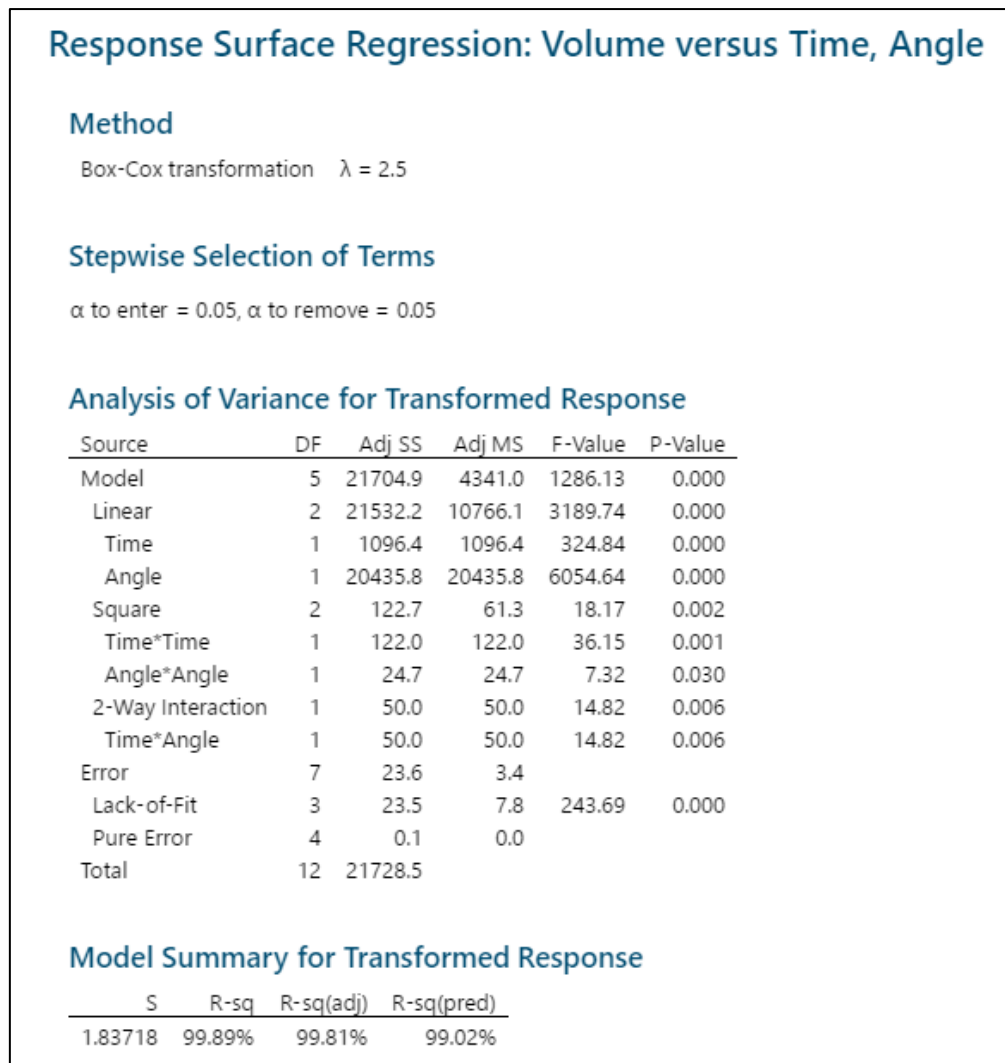 Response Surface Regression: Volume versus Time, Angle
Method
Box-Cox transformation λ = 2.5
Stepwise Selection of Terms
α to enter = 0.05, α to remove = 0.05
Analysis of Variance for Transformed Response
Source DF Adj SS Adj MS F-Value P-Value
Model 5 21704.9 4341.0 1286.13 0.000
Linear 2 21532.2 10766.1 3189.74 0.000
Time 1 1096.4 1096.4 324.84 0.000
Angle 1 20435.8 20435.8 6054.64 0.000
Square 2 122.7 61.3 18.17 0.002
Time*Time 1 122.0 122.0 36.15 0.001
Angle*Angle 1 24.7 24.7 7.32 0.030
2-Way Interaction 1 50.0 50.0 14.82 0.006
Time*Angle 1 50.0 50.0 14.82 0.006
Error 7 23.6 3.4
Lack-of-Fit 3 23.5 7.8 243.69 0.000
Pure Error 4 0.1 0.0
Total 12 21728.5
Model Summary for Transformed Response
S R-sq R-sq(adj) R-sq(pred)
1.83718 99.89% 99.81% 99.02%